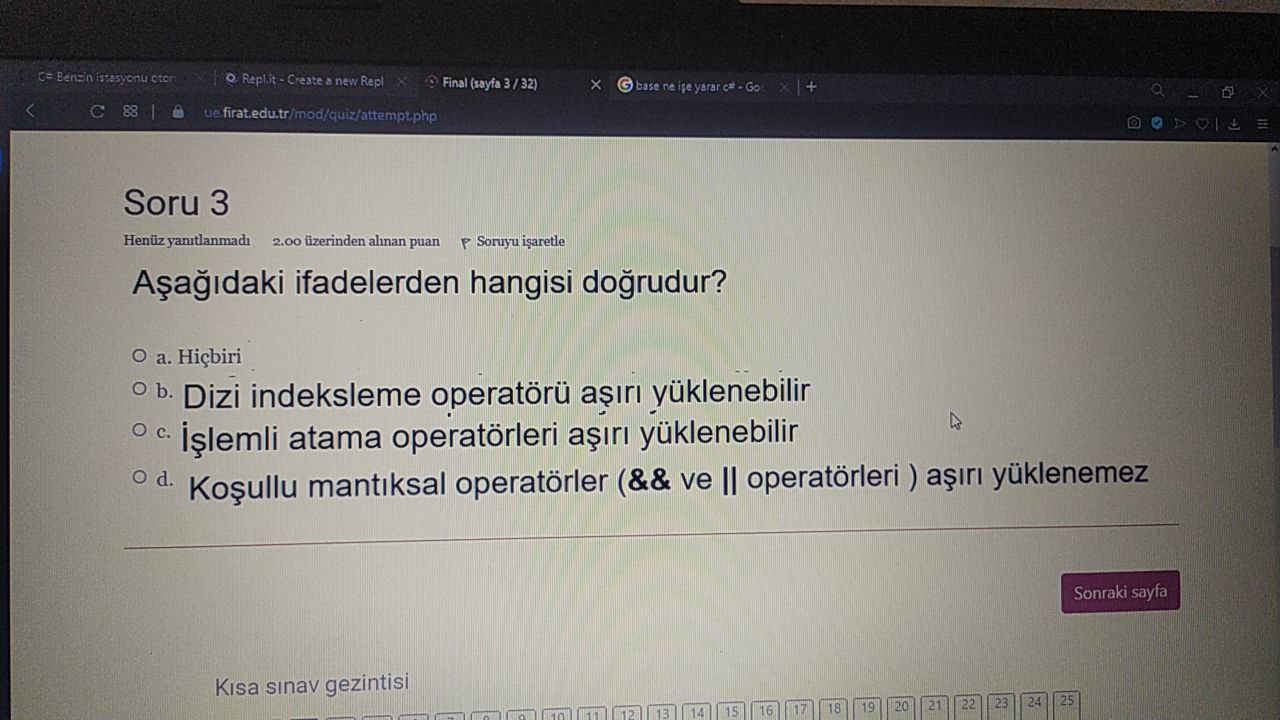 C# Benzin istasyonu oton
Repl.it - Create a new Repl
Final (sayfa 3 / 32)
base ne işe yarar c# - Go
88
ue.firat.edu.tr/mod/quiz/attempt.php
Soru 3
Henüz yanıtlanmadı 2.00 üzerinden alınan puan Soruyu işaretle
Aşağıdaki ifadelerden hangisi doğrudur?
a. Hiçbiri
b. Dizi indeksleme operatörü aşırı yüklenebilir
c. İşlemli atama operatörleri aşırı yüklenebilir
d. Koşullu mantıksal operatörler (&& ve || operatörleri ) aşırı yüklenemez
Sonraki sayfa
Kısa sınav gezintisi
10 11 12 13 14 15 16 17 18 19 20 21 22 23 24 25